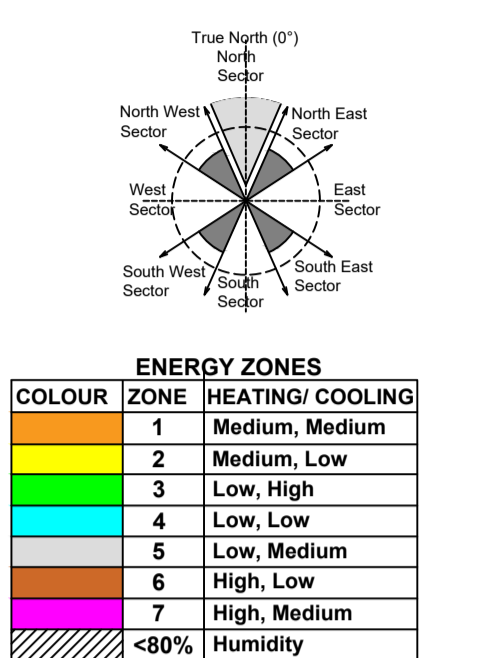 True North (0°)
North
Sector
North West
Sector
North East
Sector
West
Sector
East
Sector
South West
Sector
South
Sector
South East
Sector
ENERGY ZONES
COLOUR ZONE HEATING/ COOLING
1 Medium, Medium
2 Medium, Low
3 Low, High
4 Low, Low
5 Low, Medium
6 High, Low
7 High, Medium
<80% Humidity